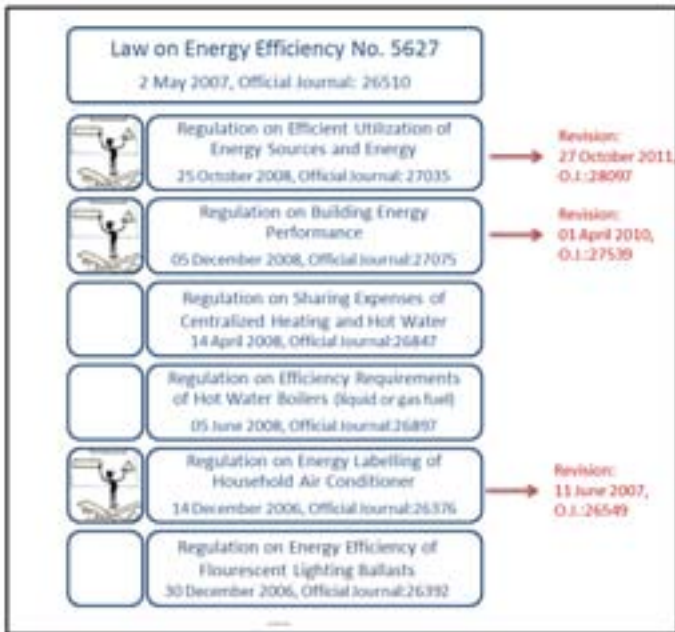 Law on Energy Efficiency No. 5627
2 May 2007, Official Journal: 26510
Regulation on Efficient Utilization of
Energy Sources and Energy
25 October 2008, Official Journal: 27035
Revision:
27 October 2011,
O.J.:28097
Regulation on Building Energy
Performance
05 December 2008, Official Journal:27075
Revision:
01 April 2010,
O.J.:27539
Regulation on Sharing Expenses of
Centralized Heating and Hot Water
14 April 2008, Official Journal:26847
Regulation on Efficiency Requirements
of Hot Water Boilers (liquid or gas fuel)
05 June 2008, Official Journal:26897
Regulation on Energy Labelling of
Household Air Conditioner
14 December 2006, Official Journal:26376
Revision:
11 June 2007,
O.J.:26549
Regulation on Energy Efficiency of
Flourescent Lighting Ballasts
30 December 2006, Official Journal:26392